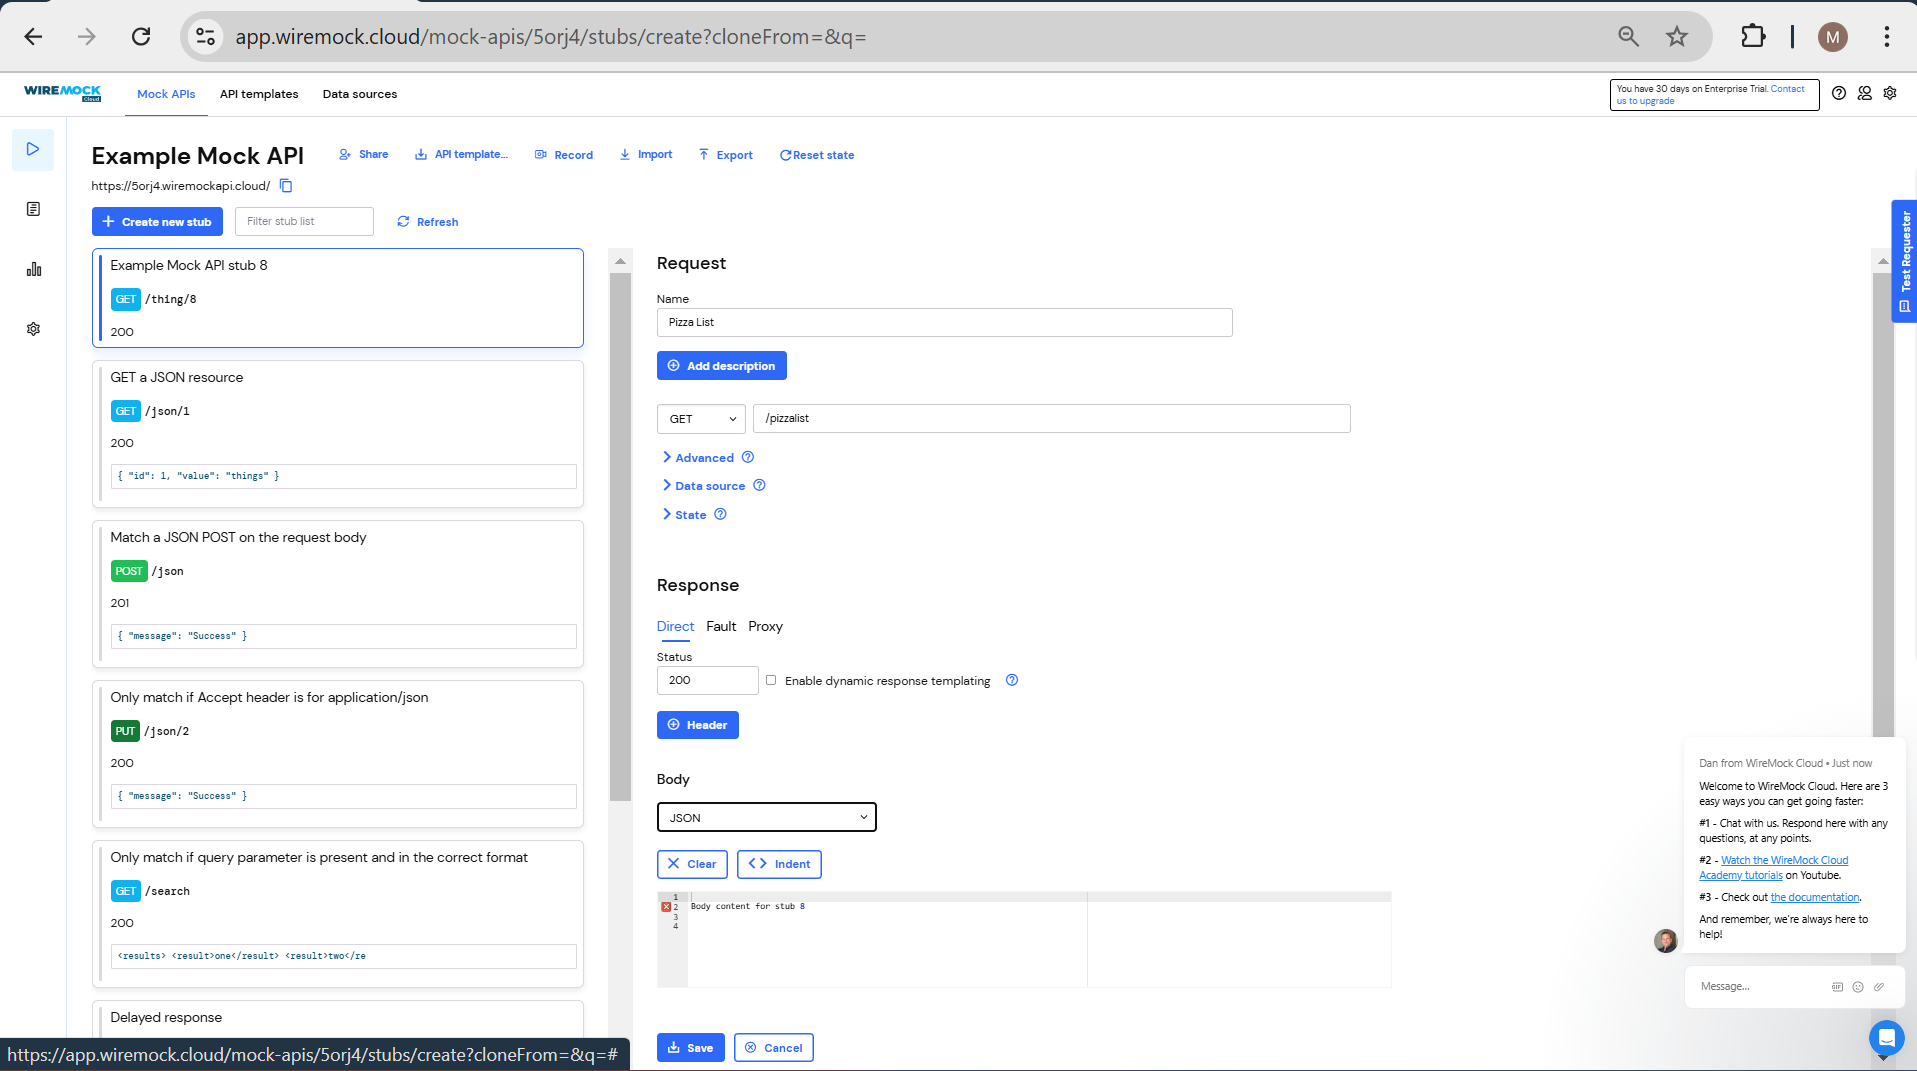 app.wiremock.cloud/mock-apis/5orj4/stubs/create?cloneFrom=&q=
M
WIREMOCK
Cloud
Mock APIs
API templates
Data sources
You have 30 days on Enterprise Trial. Contact
us to upgrade
Example Mock API
Share
API template...
Record
Import
Export
Reset state
https://5orj4.wiremockapi.cloud/
Create new stub
Filter stub list
Refresh
Test Requester
Example Mock API stub 8
GET /thing/8
200
GET a JSON resource
GET /json/1
200
{ "id": 1, "value": "things" }
Match a JSON POST on the request body
POST /json
201
{ "message": "Success" }
Only match if Accept header is for application/json
PUT /json/2
200
{ "message": "Success" }
Only match if query parameter is present and in the correct format
GET /search
200
<results> <result>one</result> <result>two</re
Delayed response
https://app.wiremock.cloud/mock-apis/5orj4/stubs/create?cloneFrom=&q=#
Request
Name
Pizza List
Add description
GET
/pizzalist
Advanced
Data source
State
Response
Direct
Fault
Proxy
Status
200
Enable dynamic response templating
Header
Body
JSON
Clear
Indent
1
2 Body content for stub 8
3
4
Save
Cancel
Dan from WireMock Cloud • Just now
Welcome to WireMock Cloud. Here are 3
easy ways you can get going faster:
#1 - Chat with us. Respond here with any
questions, at any points.
#2 - Watch the WireMock Cloud
Academy tutorials on Youtube.
#3 - Check out the documentation.
And remember, we're always here to
help!
Message...
GIF